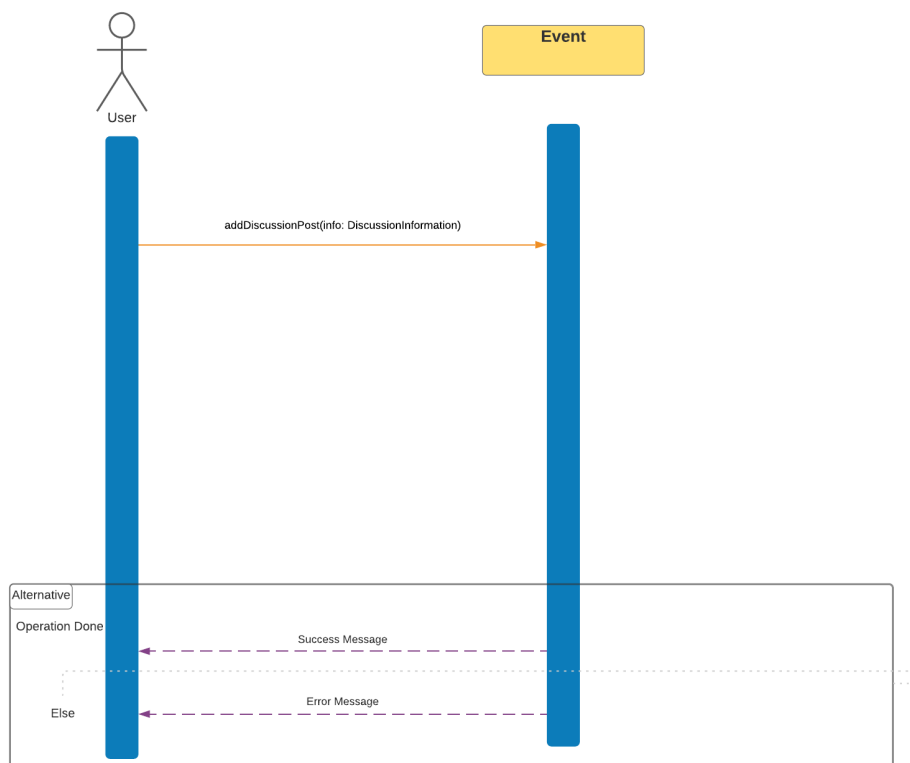 Event
User
addDiscussionPost(info: DiscussionInformation)
Alternative
Operation Done
Success Message
Error Message
Else